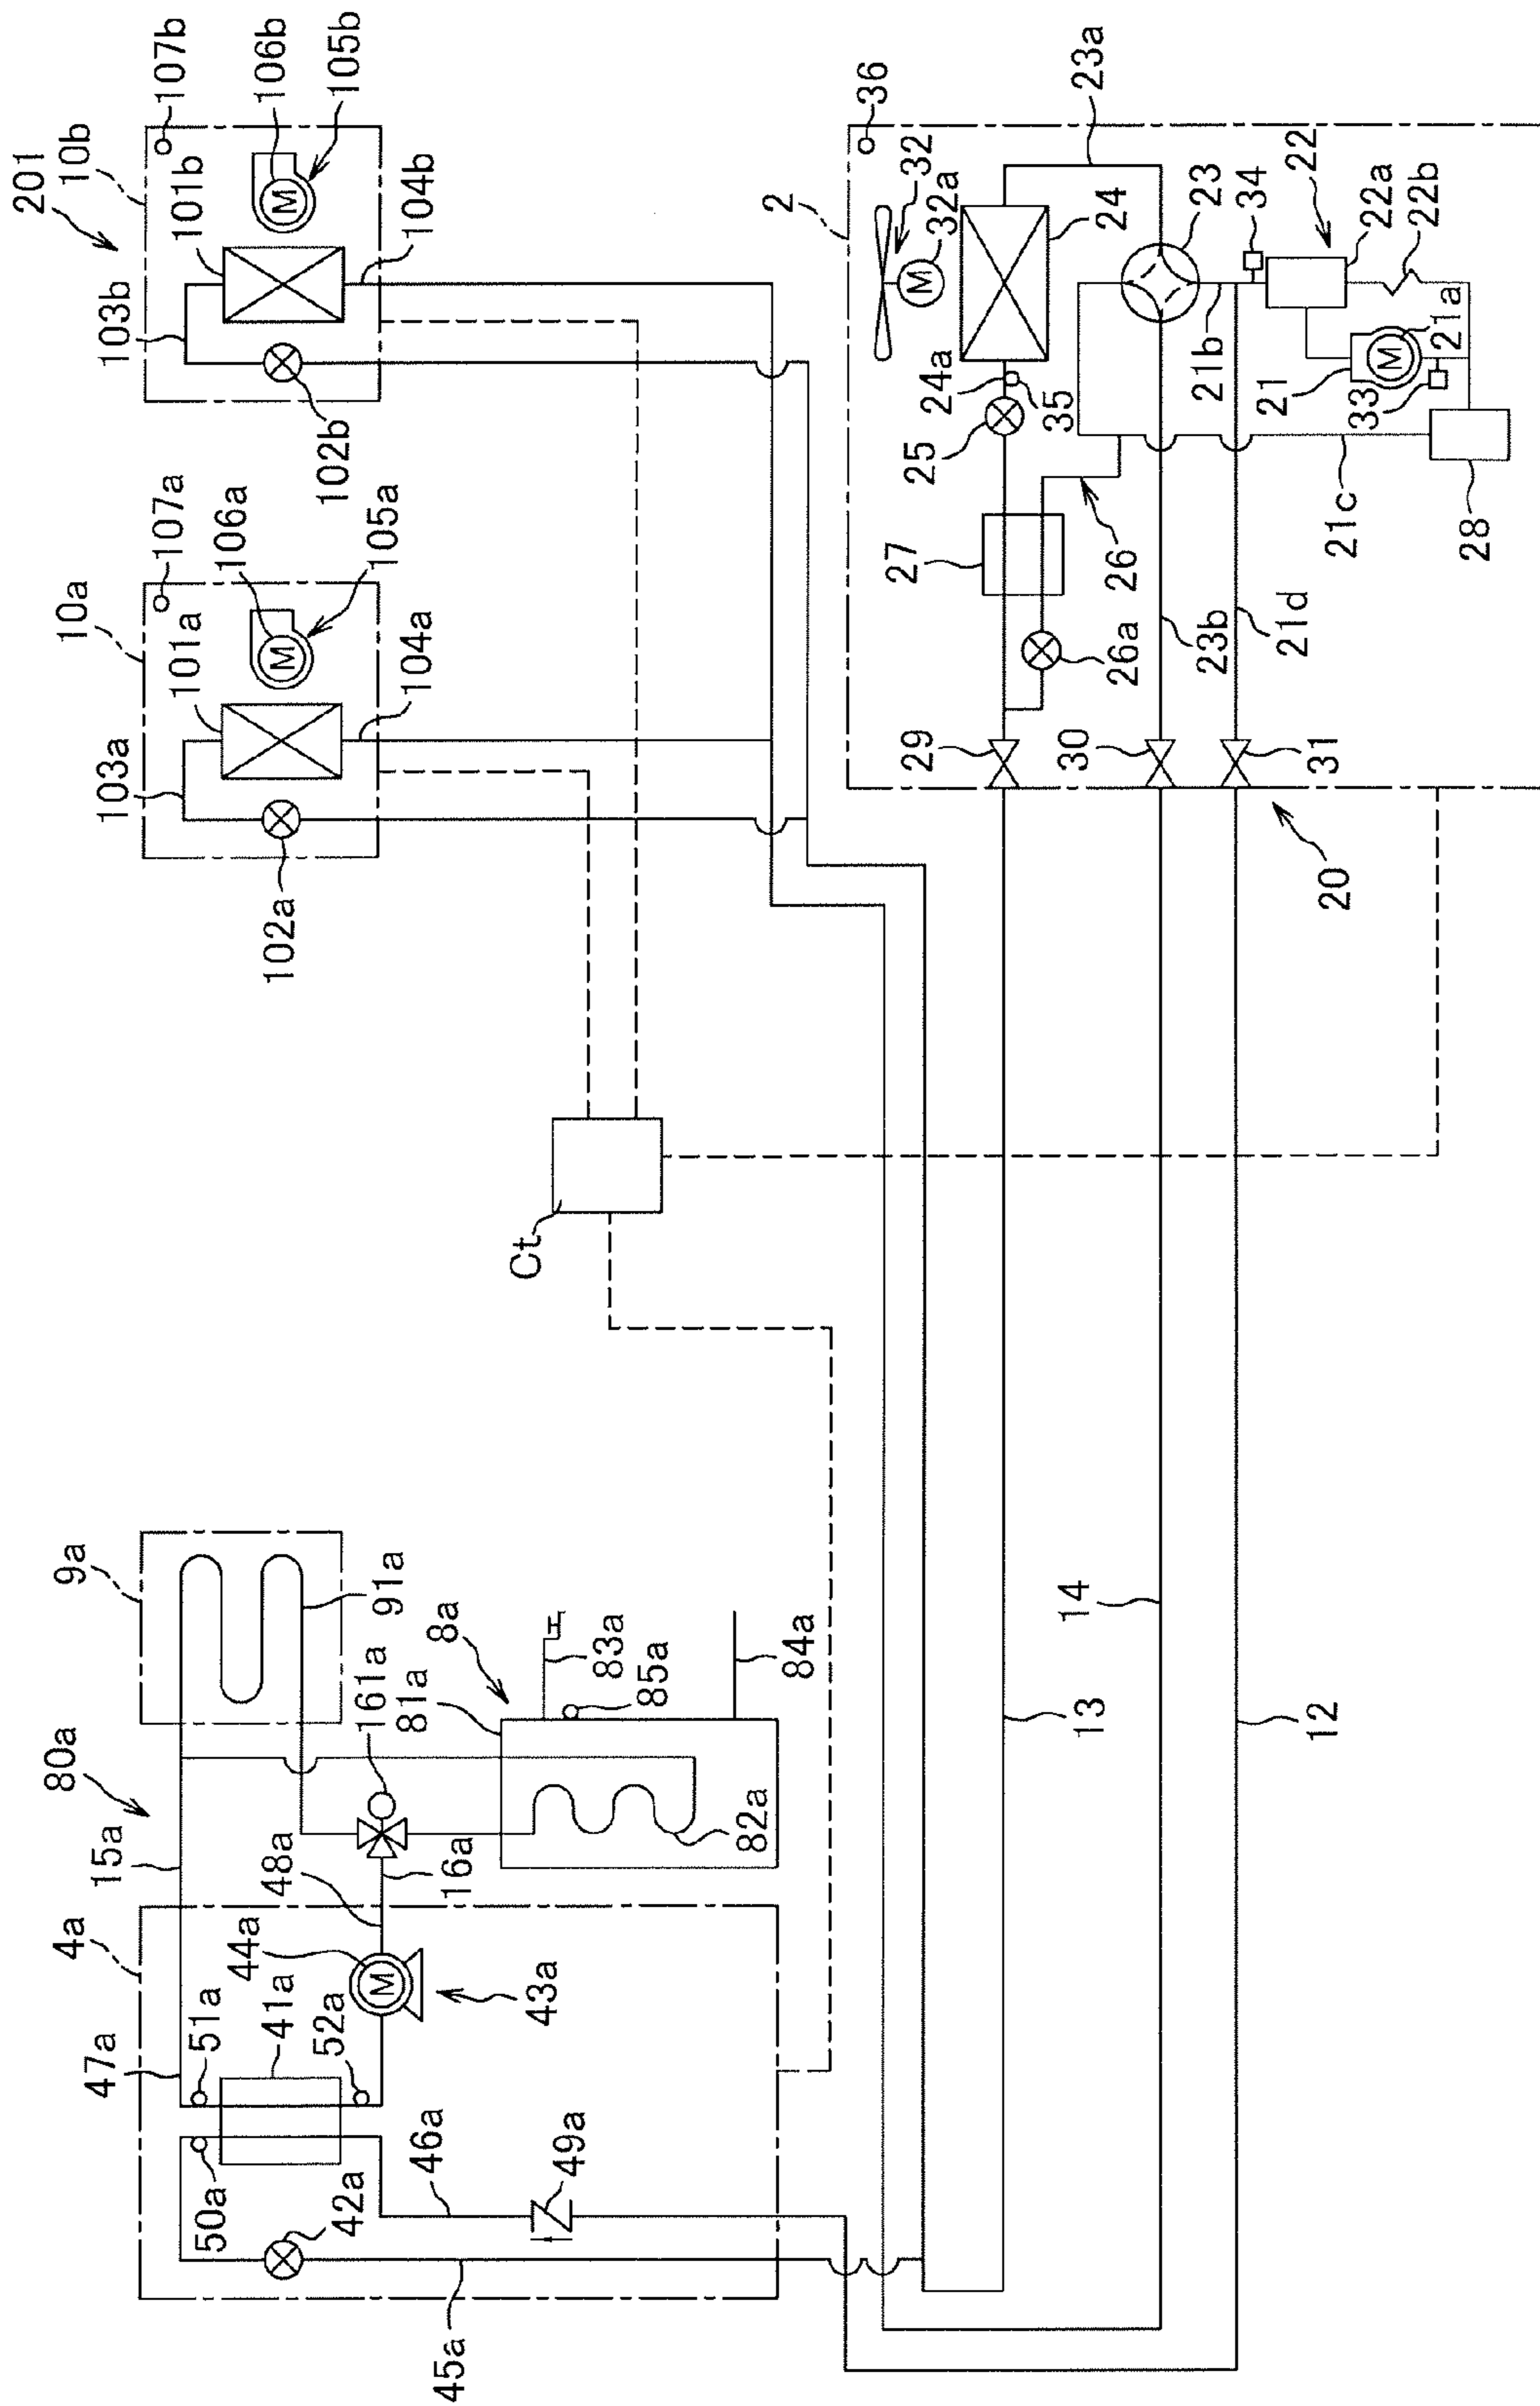 201
10b
107b
106b
105b
101b
104b
103b
102b
10a
107a
106a
105a
101a
104a
103a
102a
Ct
2
36
32
M
32a
23a
24
24a
35
25
27
26
26a
23
34
22
22a
22b
21b
21
M
21a
33
28
21c
23b
21d
29
30
31
20
9a
91a
8a
83a
85a
84a
81a
161a
82a
80a
15a
16a
48a
4a
44a
M
43a
41a
51a
52a
47a
50a
42a
46a
49a
45a
13
14
12
M
M